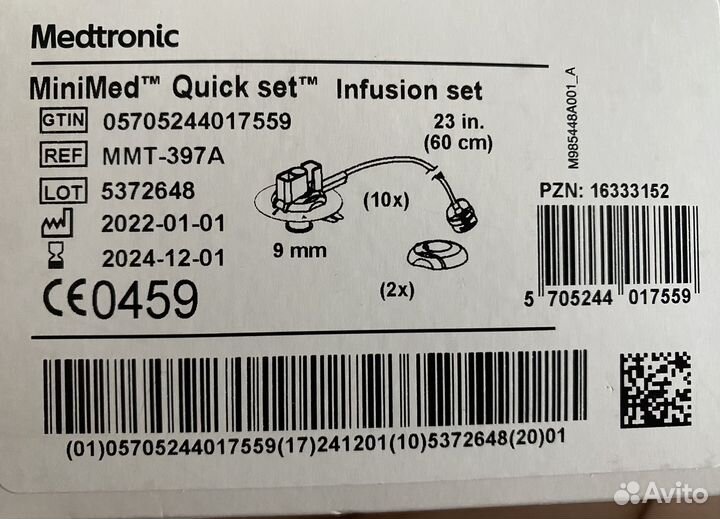 Medtronic
MiniMed™ Quick set™ Infusion set
GTIN 05705244017559
REF MMT-397A
LOT 5372648
2022-01-01
2024-12-01
CE0459
23 in.
(60 cm)
(10x)
9 mm
(2x)
M985448A001_A
PZN: 16333152
5 705244 017559
(01)05705244017559(17)241201(10)5372648(20)01
Avito